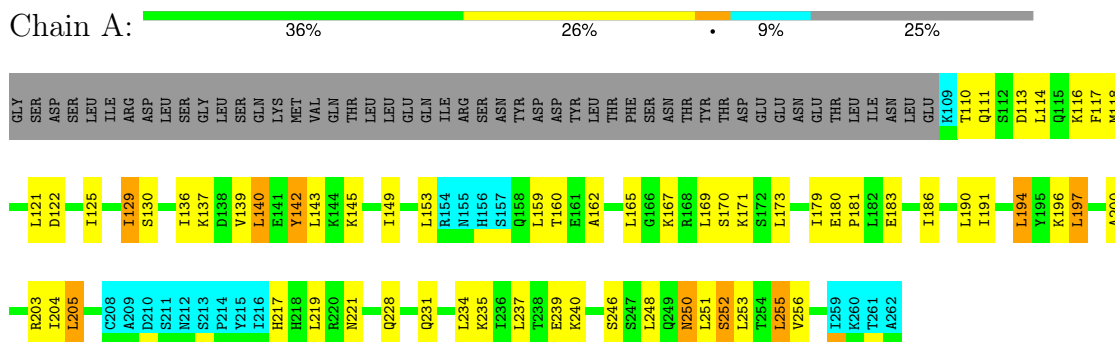 Chain A:
36% 26% • 9% 25%
GLY SER ASP ASP SER LEU ILE ARG ASP LEU SER GLY LEU SER GLN LYS MET VAL GLN THR LEU LEU GLU GLN ILE ARG SER ASN TYR ASP ASP TYR LEU THR PHE SER ASN THR TYR THR ASP GLU GLU ASN GLU THR LEU ILE ASN LEU GLU K109 T110 Q111 S112 D113 L114 Q115 K116 F117 M118
L121 D122 I125 I129 S130 I136 K137 D138 V139 L140 E141 Y142 L143 K144 K145 I149 L153 R154 N155 H156 S157 Q158 L159 T160 E161 A162 L165 G166 K167 R168 L169 S170 K171 S172 L173 I179 E180 P181 L182 E183 I186 L190 I191 L194 Y195 K196 L197 A200
R203 I204 L205 C208 A209 D210 S211 N212 S213 P214 Y215 I216 H217 H218 L219 R220 N221 Q228 Q231 L234 K235 I236 L237 T238 E239 K240 S246 S247 L248 Q249 N250 L251 S252 L253 T254 L255 V256 I259 K260 T261 A262